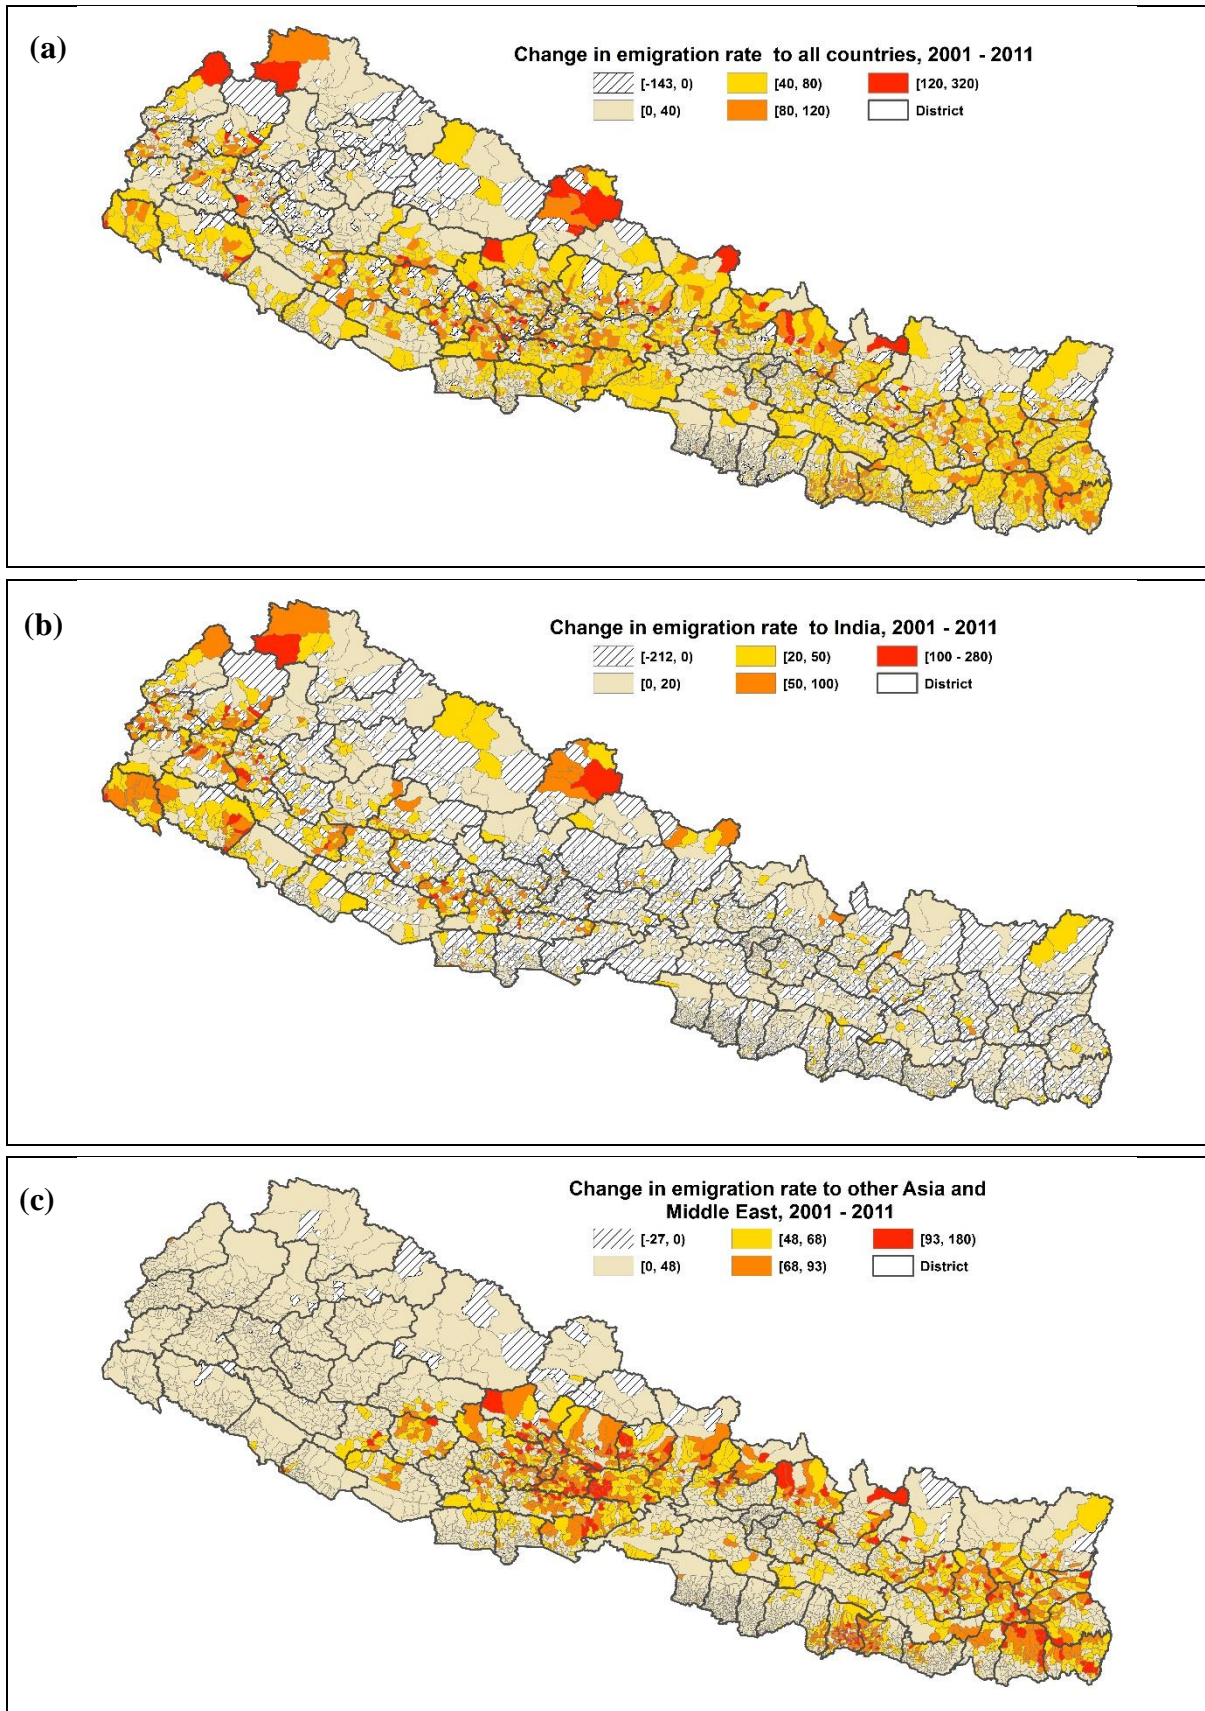 (a)
Change in emigration rate to all countries, 2001 - 2011
[-143, 0) [40, 80) [120, 320)
[0, 40) [80, 120) District
(b)
Change in emigration rate to India, 2001 - 2011
[-212, 0) [20, 50) [100 - 280)
[0, 20) [50, 100) District
(c)
Change in emigration rate to other Asia and
Middle East, 2001 - 2011
[-27, 0) [48, 68) [93, 180)
[0, 48) [68, 93) District